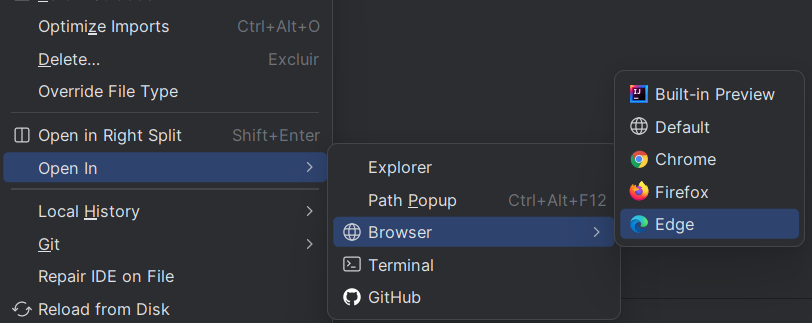 Optimize Imports Ctrl+Alt+O
Delete... Excluir
Override File Type
Open in Right Split Shift+Enter
Open In
Local History
Git
Repair IDE on File
Reload from Disk
Explorer
Path Popup Ctrl+Alt+F12
Browser
Terminal
GitHub
Built-in Preview
Default
Chrome
Firefox
Edge